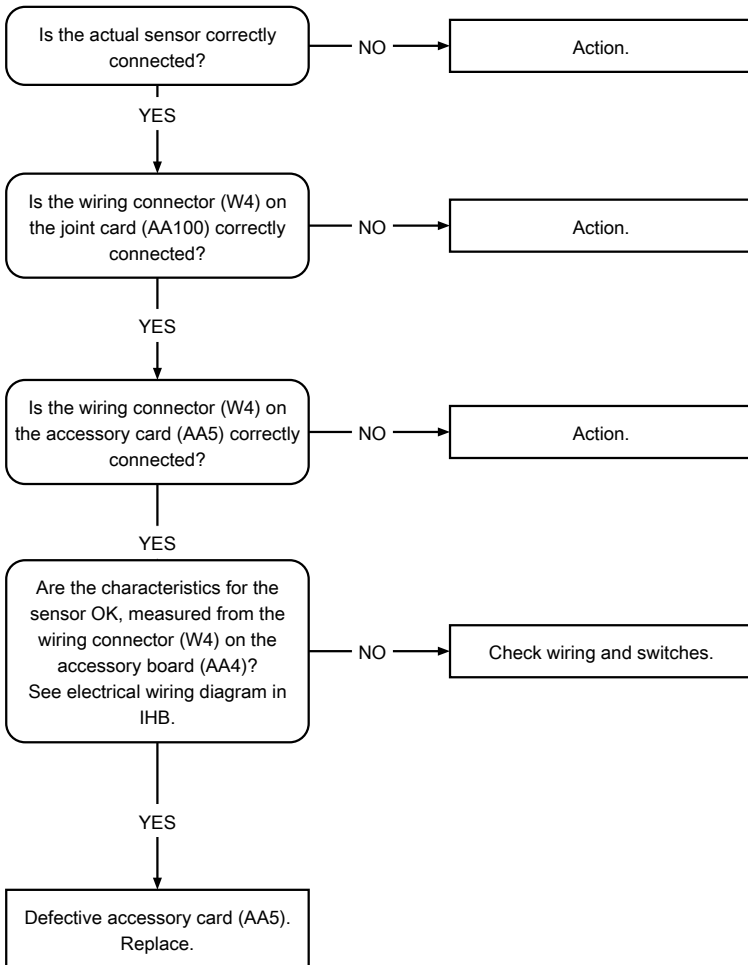 Is the actual sensor correctly
connected?
NO
Action.
YES
Is the wiring connector (W4) on
the joint card (AA100) correctly
connected?
NO
Action.
YES
Is the wiring connector (W4) on
the accessory card (AA5) correctly
connected?
NO
Action.
YES
Are the characteristics for the
sensor OK, measured from the
wiring connector (W4) on the
accessory board (AA4)?
See electrical wiring diagram in
IHB.
NO
Check wiring and switches.
YES
Defective accessory card (AA5).
Replace.